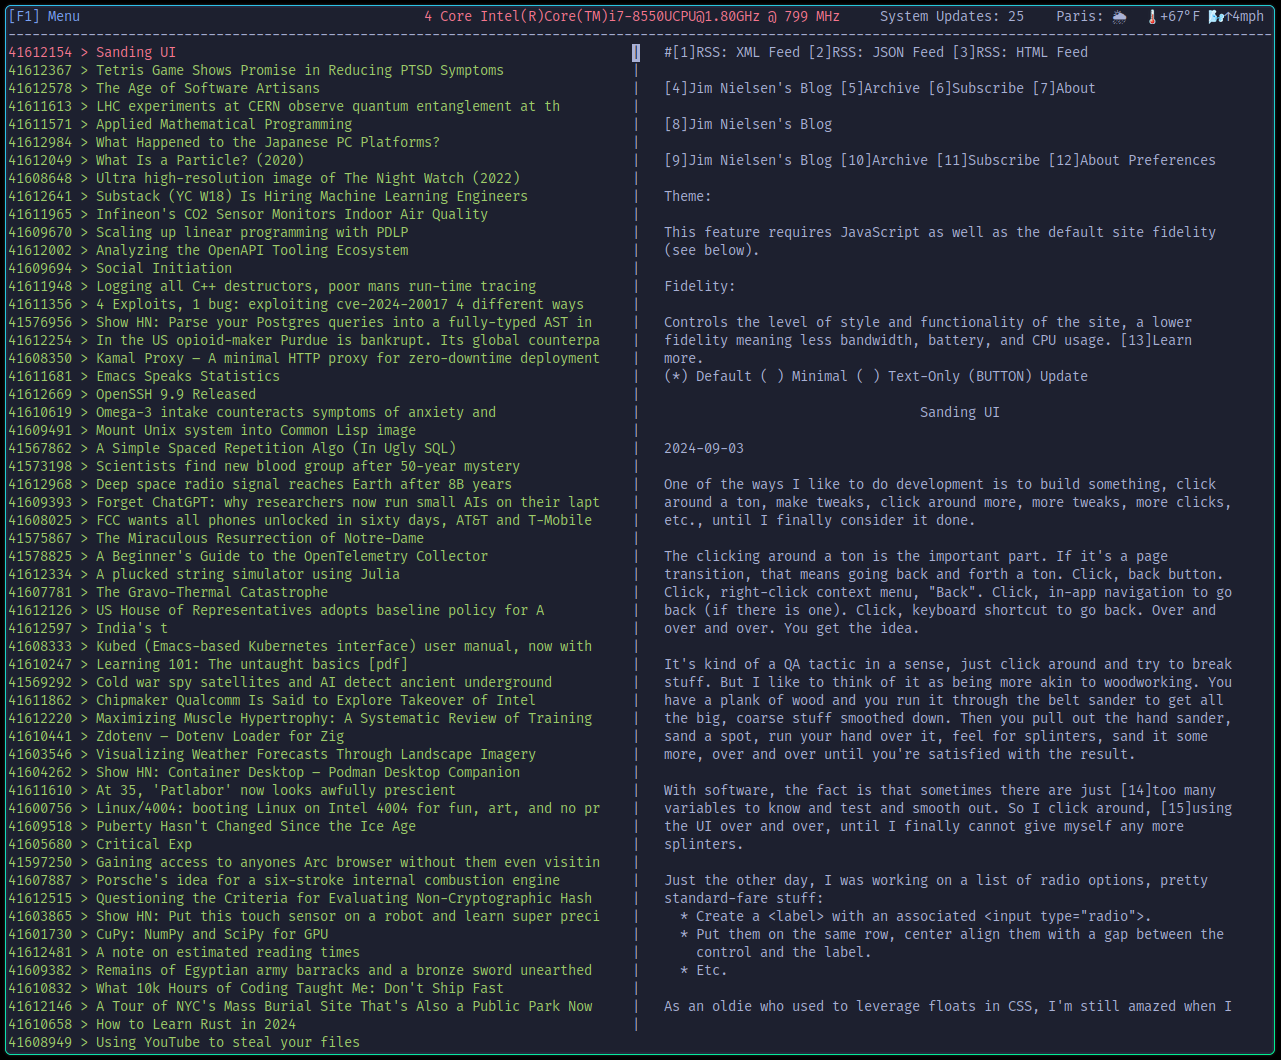 [F1] Menu 4 Core Intel(R)Core(TM)i7-8550UCPU@1.80GHz @ 799 MHz System Updates: 25 Paris: +67°F ↑4mph
41612154 > Sanding UI
41612367 > Tetris Game Shows Promise in Reducing PTSD Symptoms
41612578 > The Age of Software Artisans
41611613 > LHC experiments at CERN observe quantum entanglement at th
41611571 > Applied Mathematical Programming
41612984 > What Happened to the Japanese PC Platforms?
41612049 > What Is a Particle? (2020)
41608648 > Ultra high-resolution image of The Night Watch (2022)
41612641 > Substack (YC W18) Is Hiring Machine Learning Engineers
41611965 > Infineon's CO2 Sensor Monitors Indoor Air Quality
41609670 > Scaling up linear programming with PDLP
41612002 > Analyzing the OpenAPI Tooling Ecosystem
41609694 > Social Initiation
41611948 > Logging all C++ destructors, poor mans run-time tracing
41611356 > 4 Exploits, 1 bug: exploiting cve-2024-20017 4 different ways
41576956 > Show HN: Parse your Postgres queries into a fully-typed AST in
41612254 > In the US opioid-maker Purdue is bankrupt. Its global counterpa
41608350 > Kamal Proxy – A minimal HTTP proxy for zero-downtime deployment
41611681 > Emacs Speaks Statistics
41612669 > OpenSSH 9.9 Released
41610619 > Omega-3 intake counteracts symptoms of anxiety and
41609491 > Mount Unix system into Common Lisp image
41567862 > A Simple Spaced Repetition Algo (In Ugly SQL)
41573198 > Scientists find new blood group after 50-year mystery
41612968 > Deep space radio signal reaches Earth after 8B years
41609393 > Forget ChatGPT: why researchers now run small AIs on their lapt
41608025 > FCC wants all phones unlocked in sixty days, AT&T and T-Mobile
41575867 > The Miraculous Resurrection of Notre-Dame
41578825 > A Beginner's Guide to the OpenTelemetry Collector
41612334 > A plucked string simulator using Julia
41607781 > The Gravo-Thermal Catastrophe
41612126 > US House of Representatives adopts baseline policy for A
41612597 > India's t
41608333 > Kubed (Emacs-based Kubernetes interface) user manual, now with
41610247 > Learning 101: The untaught basics [pdf]
41569292 > Cold war spy satellites and AI detect ancient underground
41611862 > Chipmaker Qualcomm Is Said to Explore Takeover of Intel
41612220 > Maximizing Muscle Hypertrophy: A Systematic Review of Training
41610441 > Zdotenv – Dotenv Loader for Zig
41603546 > Visualizing Weather Forecasts Through Landscape Imagery
41604262 > Show HN: Container Desktop – Podman Desktop Companion
41611610 > At 35, 'Patlabor' now looks awfully prescient
41600756 > Linux/4004: booting Linux on Intel 4004 for fun, art, and no pr
41609518 > Puberty Hasn't Changed Since the Ice Age
41605680 > Critical Exp
41597250 > Gaining access to anyones Arc browser without them even visitin
41607887 > Porsche's idea for a six-stroke internal combustion engine
41612515 > Questioning the Criteria for Evaluating Non-Cryptographic Hash
41603865 > Show HN: Put this touch sensor on a robot and learn super preci
41601730 > CuPy: NumPy and SciPy for GPU
41612481 > A note on estimated reading times
41609382 > Remains of Egyptian army barracks and a bronze sword unearthed
41610832 > What 10k Hours of Coding Taught Me: Don't Ship Fast
41612146 > A Tour of NYC's Mass Burial Site That's Also a Public Park Now
41610658 > How to Learn Rust in 2024
41608949 > Using YouTube to steal your files
#[1]RSS: XML Feed [2]RSS: JSON Feed [3]RSS: HTML Feed
[4]Jim Nielsen's Blog [5]Archive [6]Subscribe [7]About
[8]Jim Nielsen's Blog
[9]Jim Nielsen's Blog [10]Archive [11]Subscribe [12]About Preferences
Theme:
This feature requires JavaScript as well as the default site fidelity
(see below).
Fidelity:
Controls the level of style and functionality of the site, a lower
fidelity meaning less bandwidth, battery, and CPU usage. [13]Learn
more.
(*) Default ( ) Minimal ( ) Text-Only (BUTTON) Update
Sanding UI
2024-09-03
One of the ways I like to do development is to build something, click
around a ton, make tweaks, click around more, more tweaks, more clicks,
etc., until I finally consider it done.
The clicking around a ton is the important part. If it's a page
transition, that means going back and forth a ton. Click, back button.
Click, right-click context menu, "Back". Click, in-app navigation to go
back (if there is one). Click, keyboard shortcut to go back. Over and
over and over. You get the idea.
It's kind of a QA tactic in a sense, just click around and try to break
stuff. But I like to think of it as being more akin to woodworking. You
have a plank of wood and you run it through the belt sander to get all
the big, coarse stuff smoothed down. Then you pull out the hand sander,
sand a spot, run your hand over it, feel for splinters, sand it some
more, over and over until you're satisfied with the result.
With software, the fact is that sometimes there are just [14]too many
variables to know and test and smooth out. So I click around, [15]using
the UI over and over, until I finally cannot give myself any more
splinters.
Just the other day, I was working on a list of radio options, pretty
standard-fare stuff:
* Create a <label> with an associated <input type="radio">.
* Put them on the same row, center align them with a gap between the
control and the label.
* Etc.
As an oldie who used to leverage floats in CSS, I'm still amazed when I